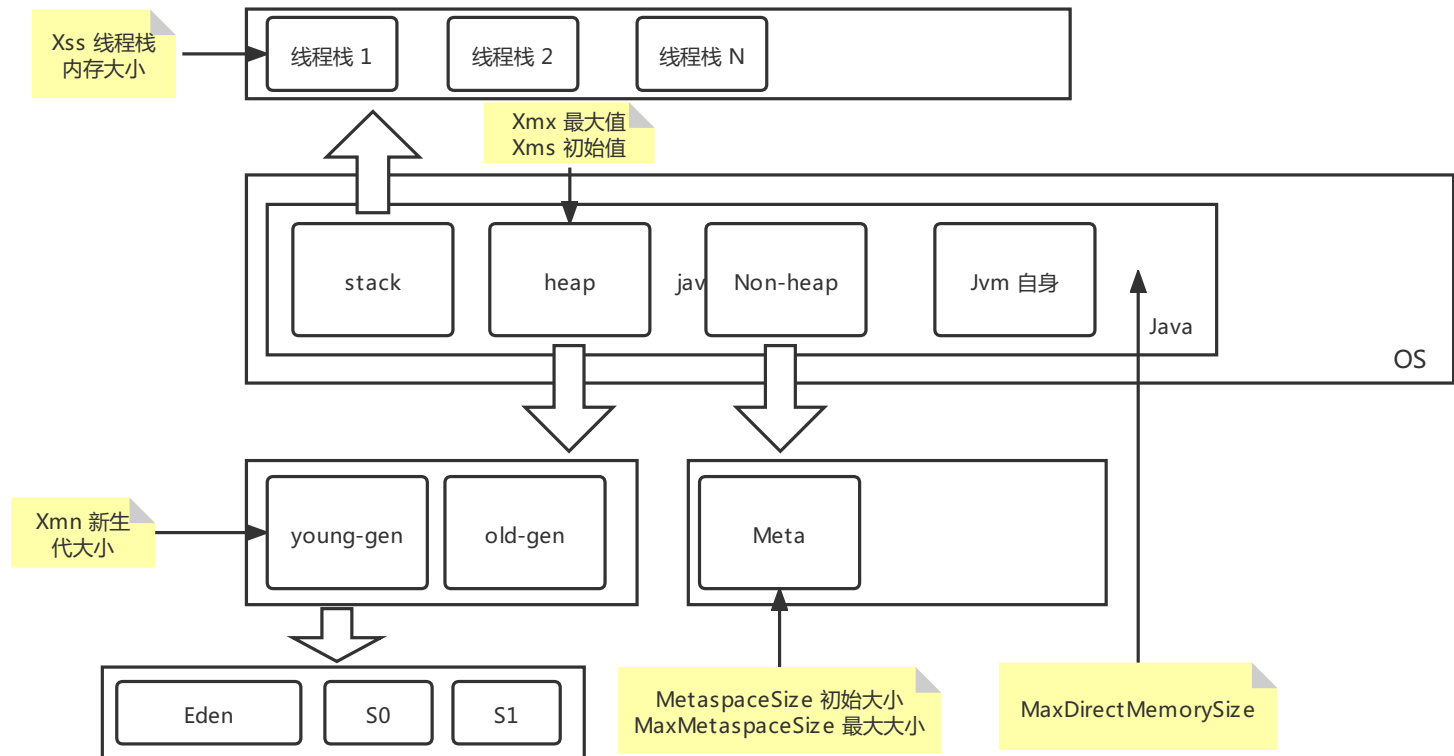 Xss 线程栈
内存大小
线程栈 1
线程栈 2
线程栈 N
Xmx 最大值
Xms 初始值
stack
heap
jav
Non-heap
Jvm 自身
Java
OS
Xmn 新生
代大小
young-gen
old-gen
Meta
Eden
S0
S1
MetaspaceSize 初始大小
MaxMetaspaceSize 最大大小
MaxDirectMemorySize